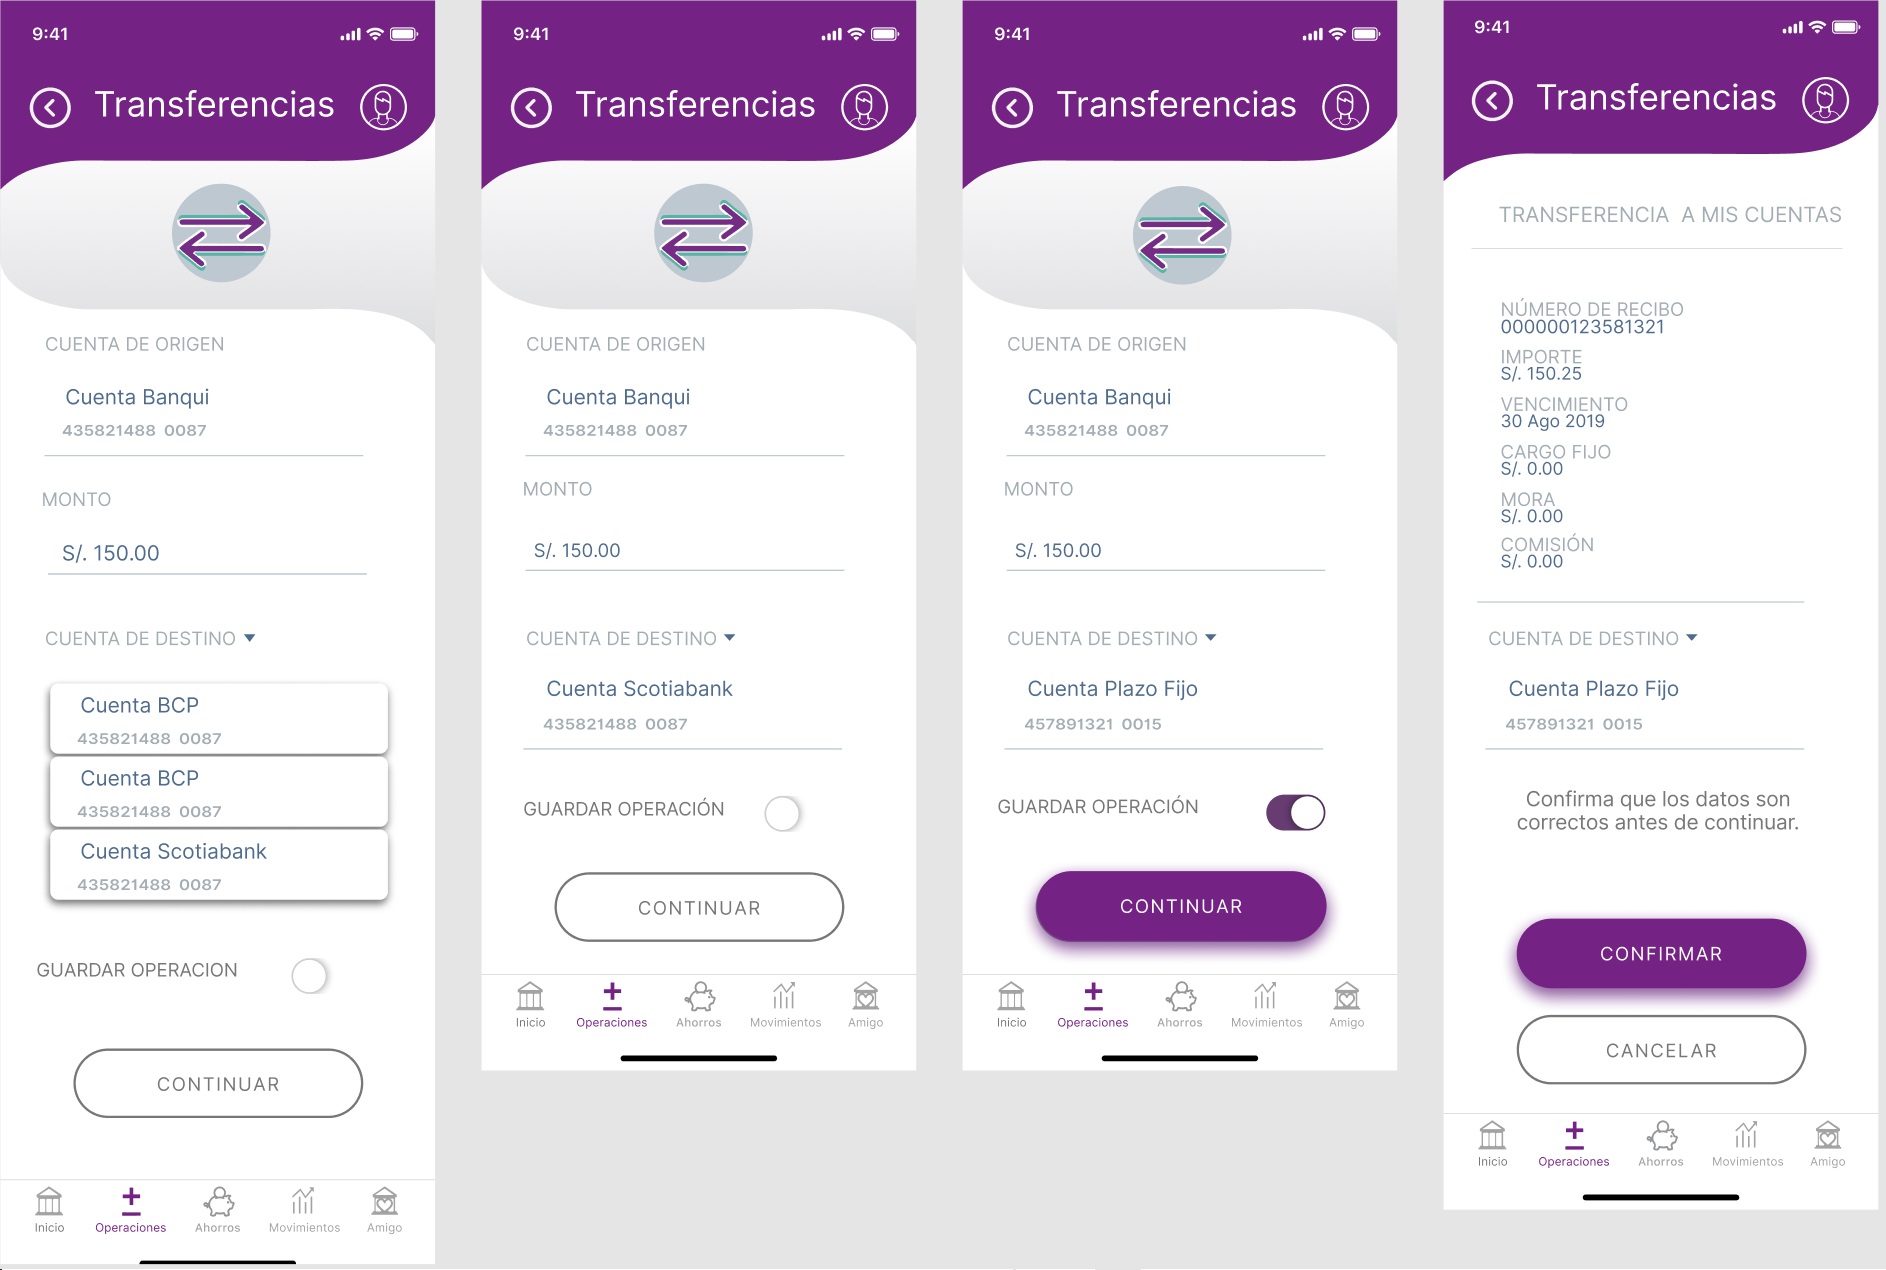 9:41
Transferencias
CUENTA DE ORIGEN
Cuenta Banqui
435821488 0087
MONTO
S/. 150.00
CUENTA DE DESTINO
Cuenta BCP
435821488 0087
Cuenta BCP
435821488 0087
Cuenta Scotiabank
435821488 0087
GUARDAR OPERACION
CONTINUAR
Inicio Operaciones Ahorros Movimientos Amigo
9:41
Transferencias
CUENTA DE ORIGEN
Cuenta Banqui
435821488 0087
MONTO
S/. 150.00
CUENTA DE DESTINO
Cuenta Scotiabank
435821488 0087
GUARDAR OPERACIÓN
CONTINUAR
Inicio Operaciones Ahorros Movimientos Amigo
9:41
Transferencias
CUENTA DE ORIGEN
Cuenta Banqui
435821488 0087
MONTO
S/. 150.00
CUENTA DE DESTINO
Cuenta Plazo Fijo
457891321 0015
GUARDAR OPERACIÓN
CONTINUAR
Inicio Operaciones Ahorros Movimientos Amigo
9:41
Transferencias
TRANSFERENCIA A MIS CUENTAS
NÚMERO DE RECIBO
000000123581321
IMPORTE
S/. 150.25
VENCIMIENTO
30 Ago 2019
CARGO FIJO
S/. 0.00
MORA
S/. 0.00
COMISIÓN
S/. 0.00
CUENTA DE DESTINO
Cuenta Plazo Fijo
457891321 0015
Confirma que los datos son
correctos antes de continuar.
CONFIRMAR
CANCELAR
Inicio Operaciones Ahorros Movimientos Amigo